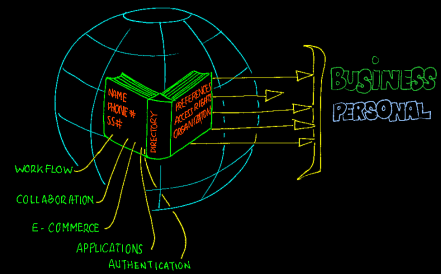 NAME
PHONE #
SS#
DIRECTORY
PREFERENCE
ACCESS RIGHTS
ORGANIZATION
BUSINESS
PERSONAL
WORKFLOW
COLLABORATION
E-COMMERCE
APPLICATIONS
AUTHENTICATION